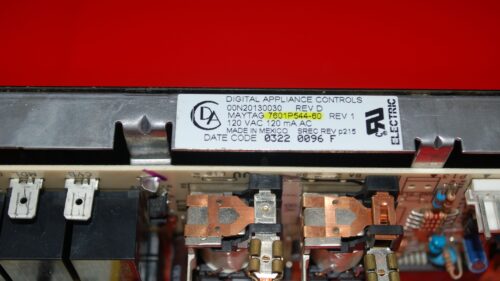 DIGITAL APPLIANCE CONTROLS
00N20130030 REV D
MAYTAG 7601P544-60 REV 1
120 VAC 120 mA AC
MADE IN MEXICO SREC REV p215
DATE CODE 0322 0096 F
DA
ELECTRIC